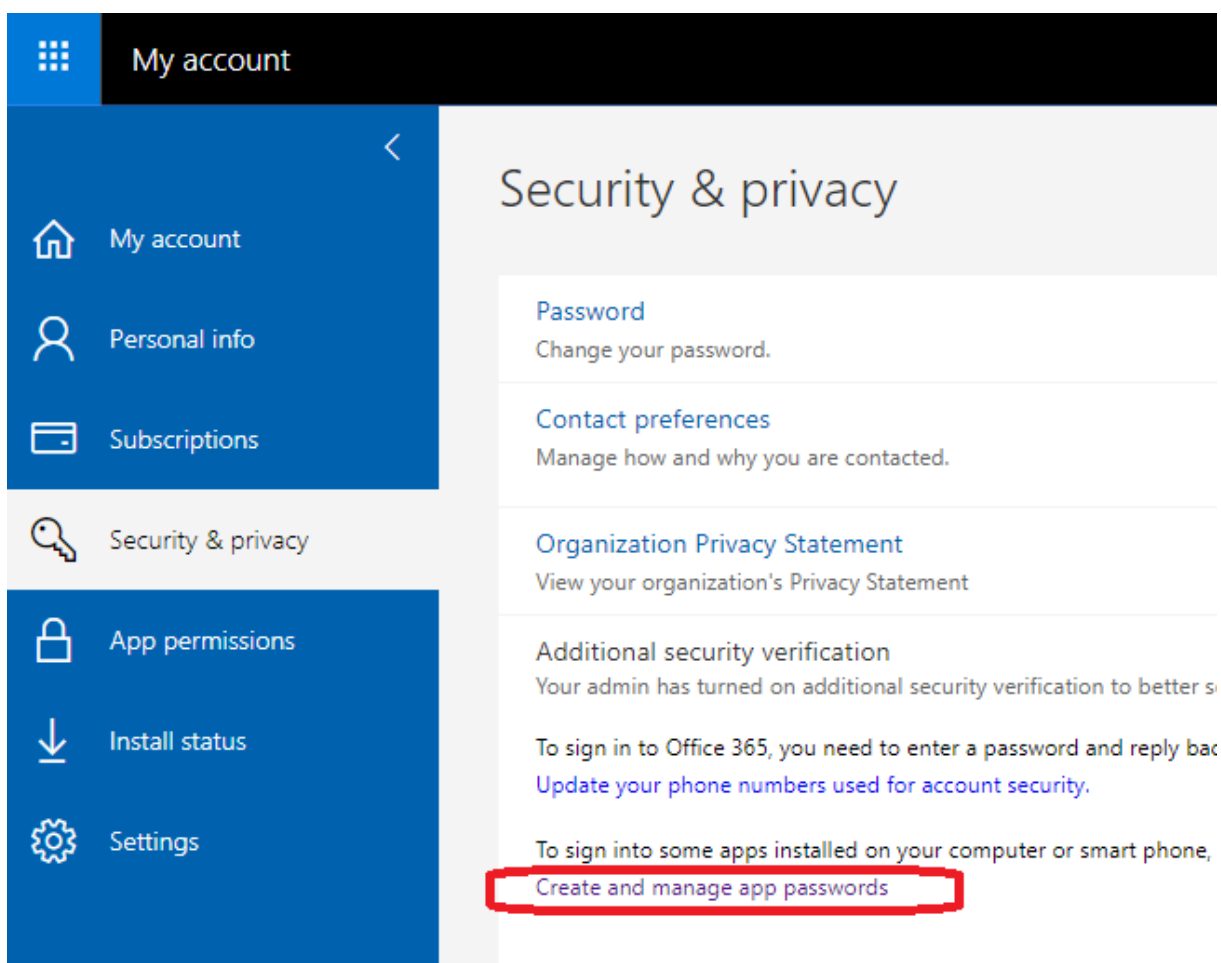 My account
My account
Personal info
Subscriptions
Security & privacy
App permissions
Install status
Settings
Security & privacy
Password
Change your password.
Contact preferences
Manage how and why you are contacted.
Organization Privacy Statement
View your organization's Privacy Statement
Additional security verification
Your admin has turned on additional security verification to better
To sign in to Office 365, you need to enter a password and reply
Update your phone numbers used for account security.
To sign into some apps installed on your computer or smart phone,
Create and manage app passwords